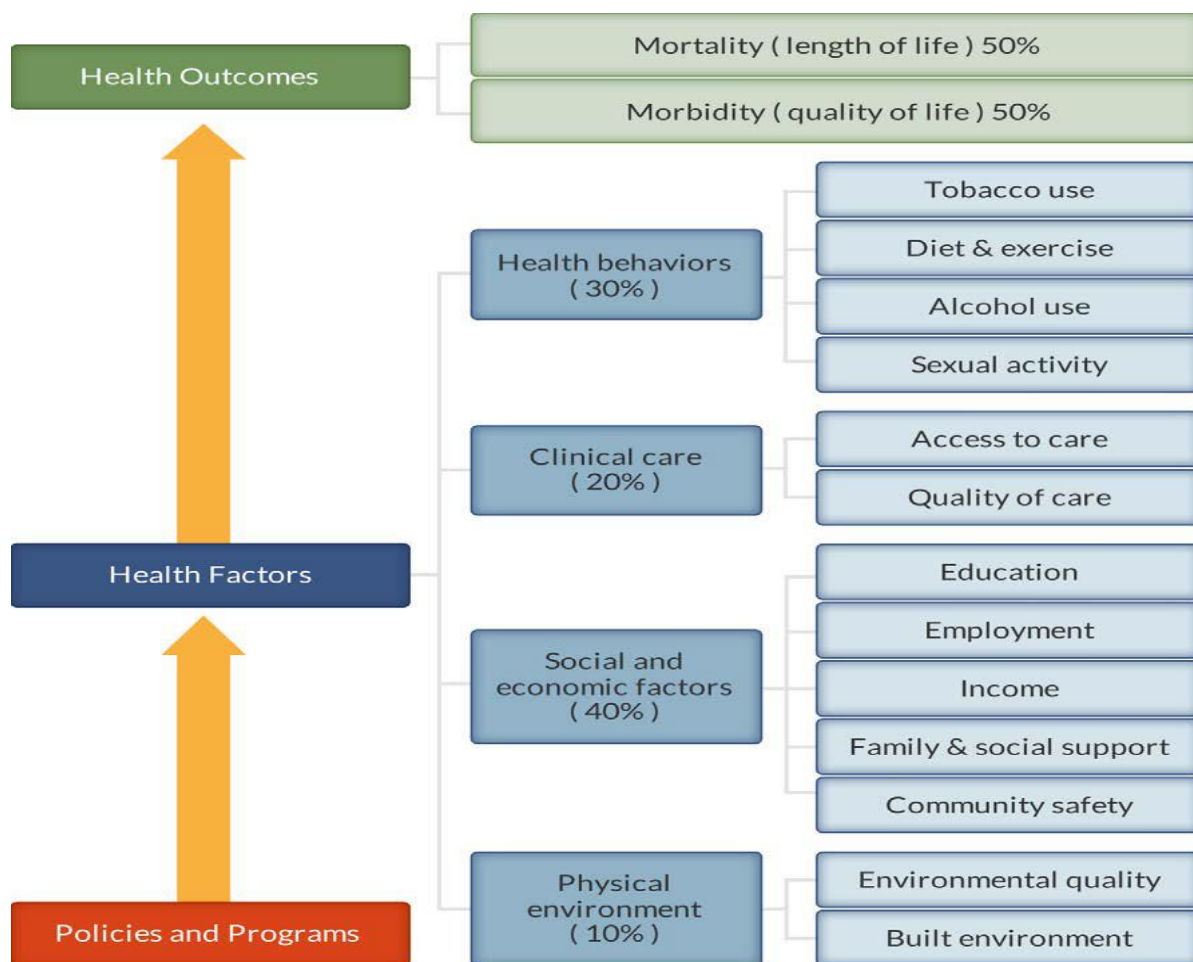 Health Outcomes
Mortality ( length of life ) 50%
Morbidity ( quality of life ) 50%
Health Factors
Health behaviors
( 30% )
Tobacco use
Diet & exercise
Alcohol use
Sexual activity
Clinical care
( 20% )
Access to care
Quality of care
Social and
economic factors
( 40% )
Education
Employment
Income
Family & social support
Community safety
Physical
environment
( 10% )
Environmental quality
Built environment
Policies and Programs